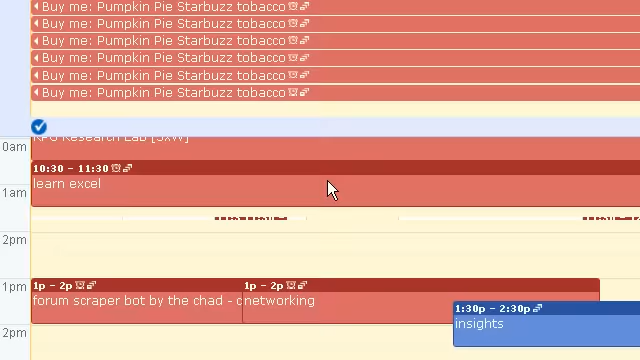 Buy me: Pumpkin Pie Starbuzz tobacco
Buy me: Pumpkin Pie Starbuzz tobacco
Buy me: Pumpkin Pie Starbuzz tobacco
Buy me: Pumpkin Pie Starbuzz tobacco
Buy me: Pumpkin Pie Starbuzz tobacco
Buy me: Pumpkin Pie Starbuzz tobacco
Research Lab
0am
10:30 – 11:30
learn excel
1am
2pm
1pm
1p – 2p
forum scraper bot by the chad - c
1p – 2p
networking
1:30p – 2:30p
insights
2pm